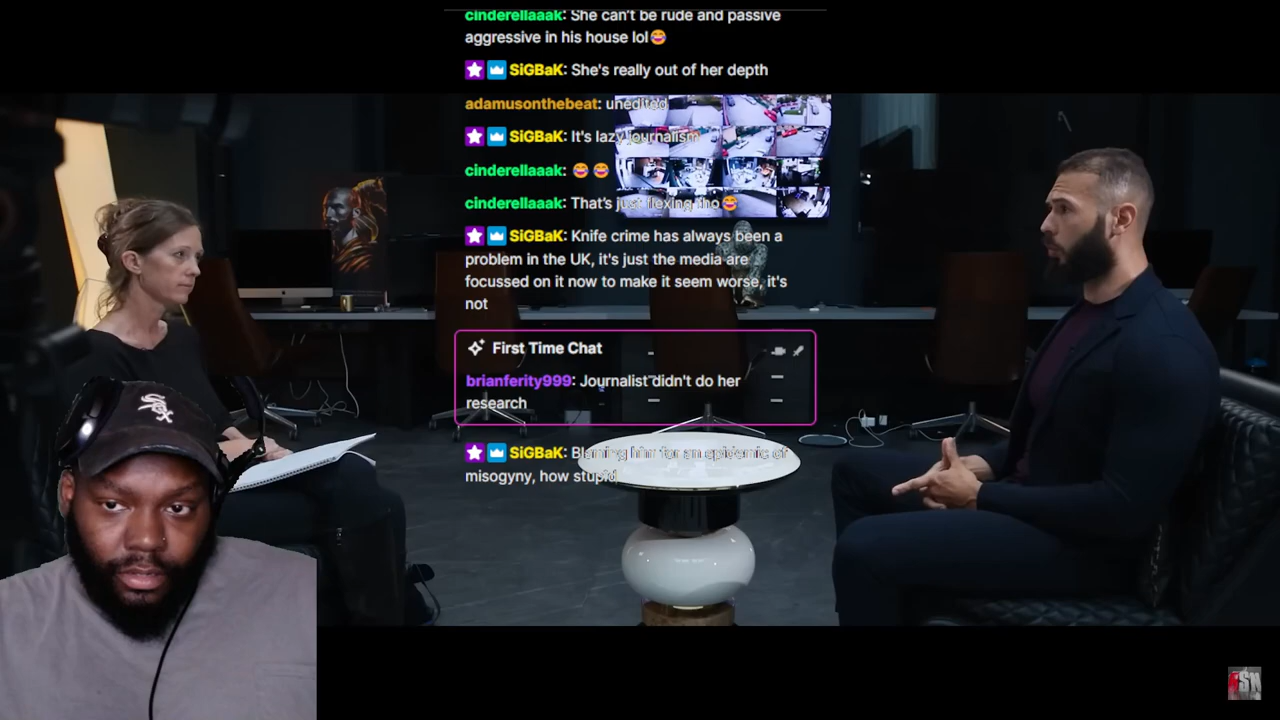 cinderellaaak: She can't be rude and passive
aggressive in his house lol😂
SiGBaK: She's really out of her depth
adamusonthebeat: unedited
SiGBaK: It's lazy journalism
cinderellaaak: 😂 😂
cinderellaaak: That's just flexing tho😂
SiGBaK: Knife crime has always been a
problem in the UK, it's just the media are
focussed on it now to make it seem worse, it's
not
First Time Chat
brianferity999: Journalist didn't do her
research
SiGBaK: Blaming him for an epidemic of
misogyny, how stupid
Sox